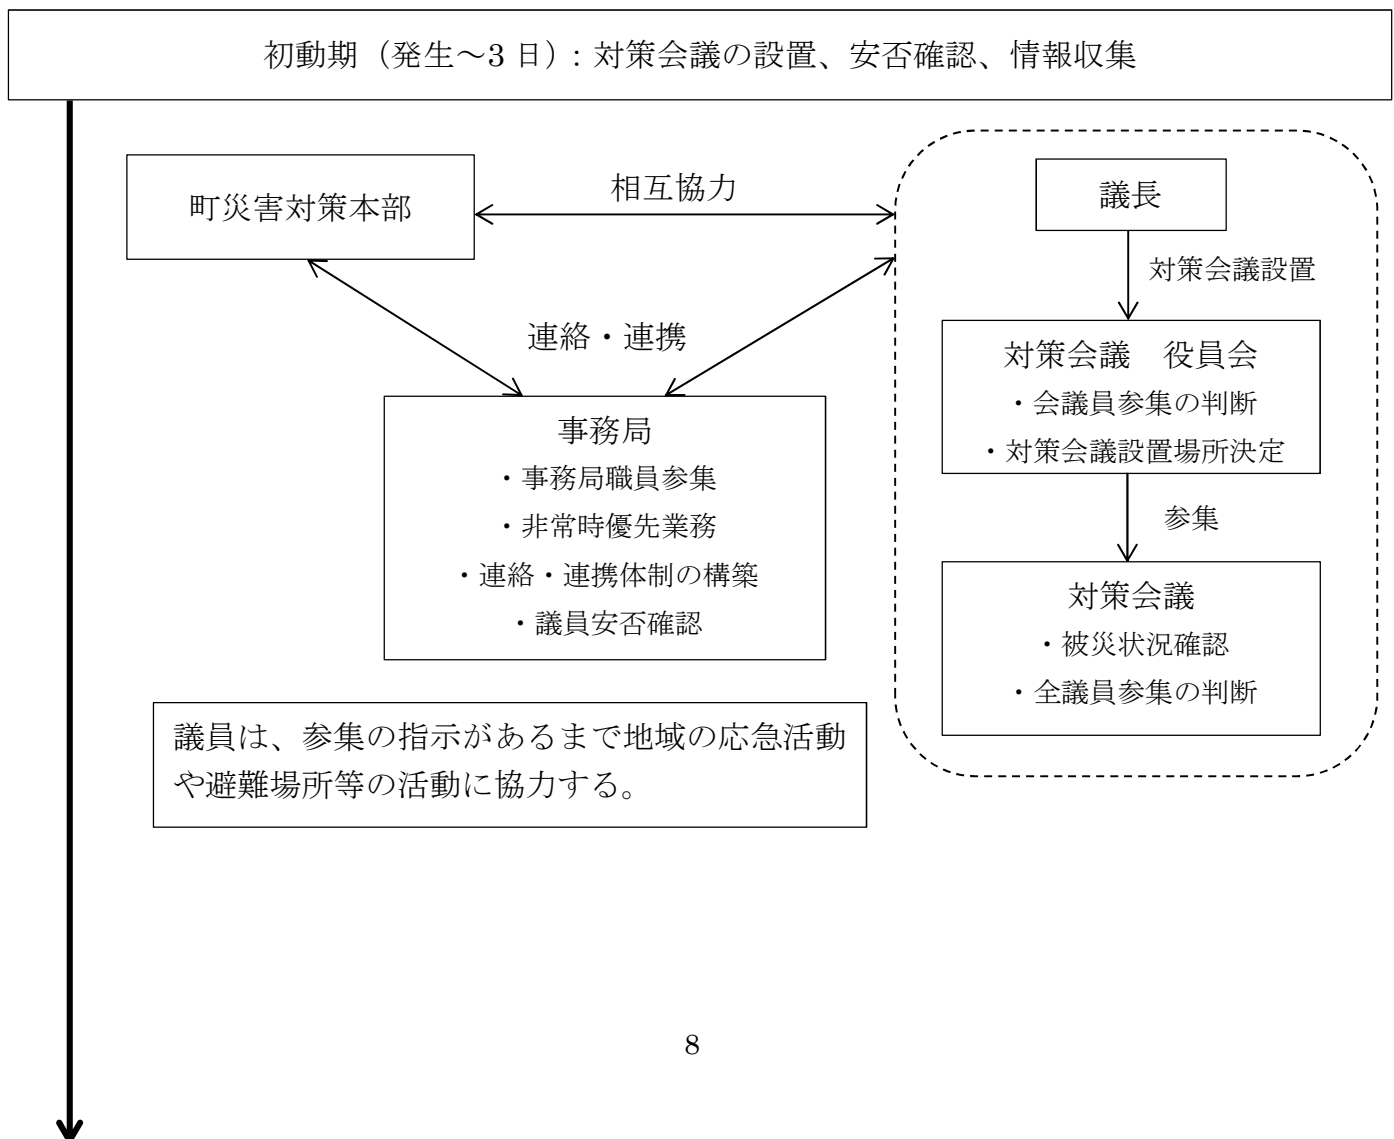 初動期（発生～3日）：対策会議の設置、安否確認、情報収集
町災害対策本部
相互協力
議長
対策会議設置
連絡・連携
対策会議　役員会
・会議員参集の判断
・対策会議設置場所決定
事務局
・事務局職員参集
・非常時優先業務
・連絡・連携体制の構築
・議員安否確認
参集
対策会議
・被災状況確認
・全議員参集の判断
議員は、参集の指示があるまで地域の応急活動
や避難場所等の活動に協力する。
8